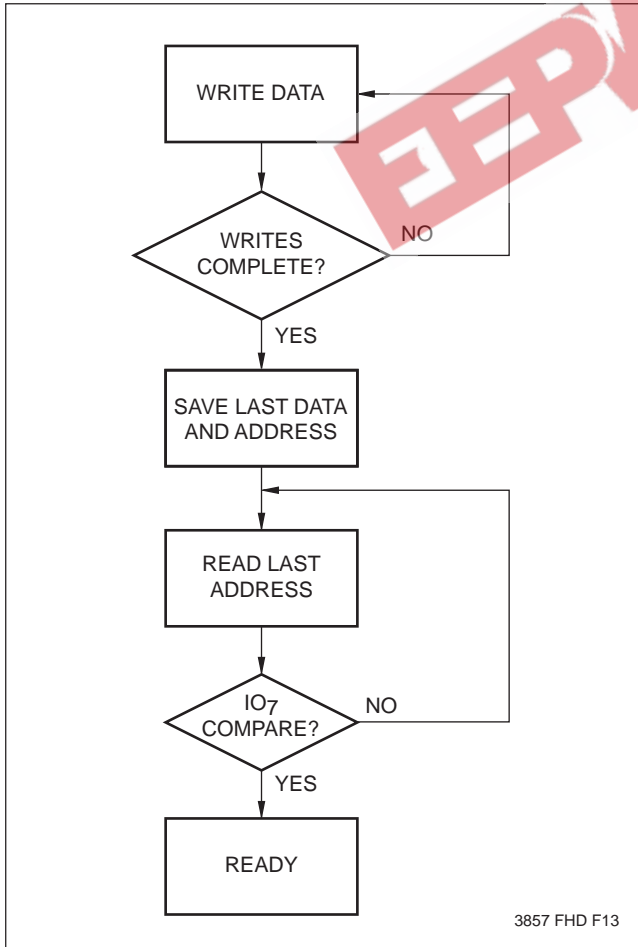 WRITE DATA
WRITES
COMPLETE?
NO
YES
SAVE LAST DATA
AND ADDRESS
READ LAST
ADDRESS
IO7
COMPARE?
NO
YES
READY
3857 FHD F13